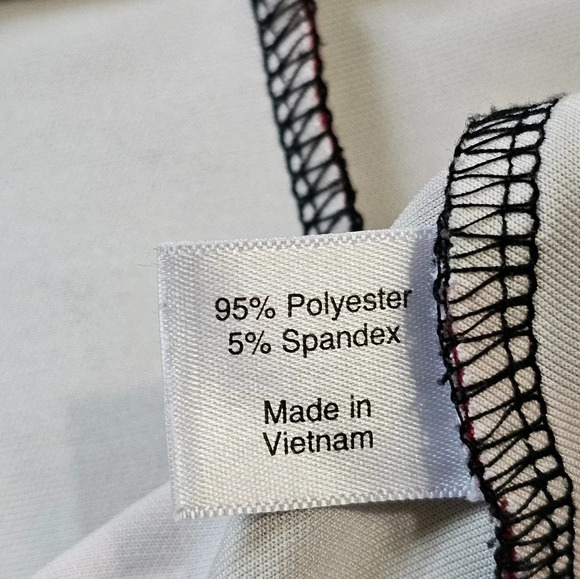 95% Polyester
5% Spandex
Made in
Vietnam